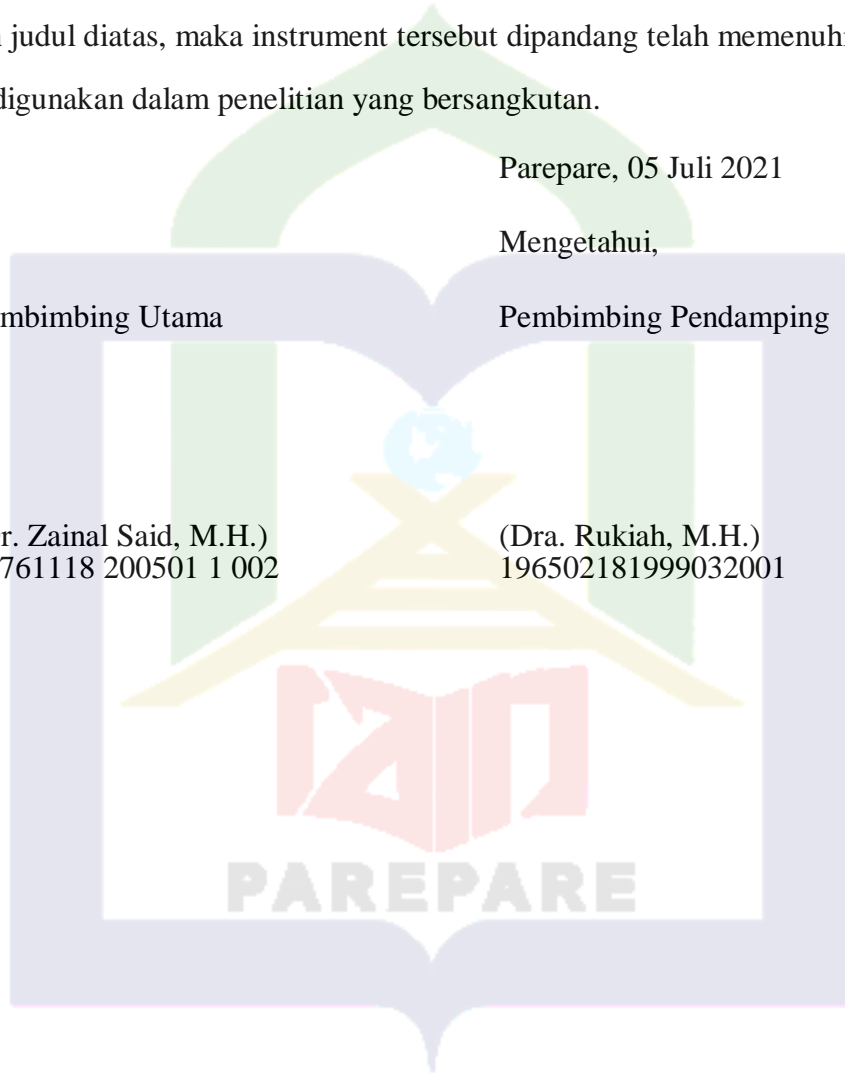 judul diatas, maka instrument tersebut dipandang telah memenuhi
digunakan dalam penelitian yang bersangkutan.
Parepare, 05 Juli 2021
Mengetahui,
mbimbing Utama Pembimbing Pendamping
r. Zainal Said, M.H.) (Dra. Rukiah, M.H.)
761118 200501 1 002 196502181999032001
iain
PAREPARE